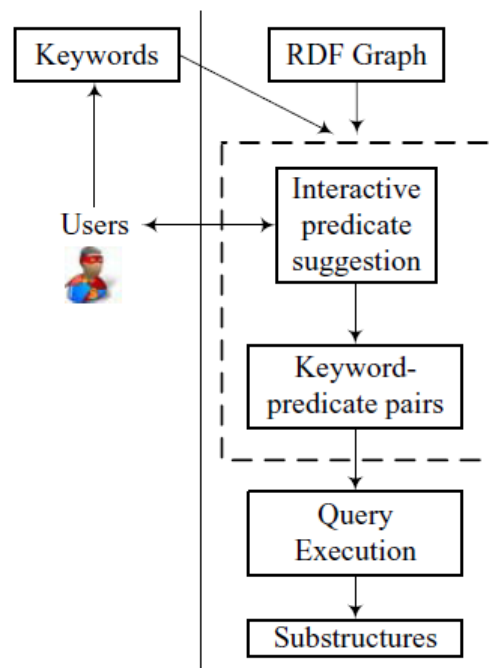 Keywords
RDF Graph
Interactive
predicate
suggestion
Users
Keyword-
predicate pairs
Query
Execution
Substructures